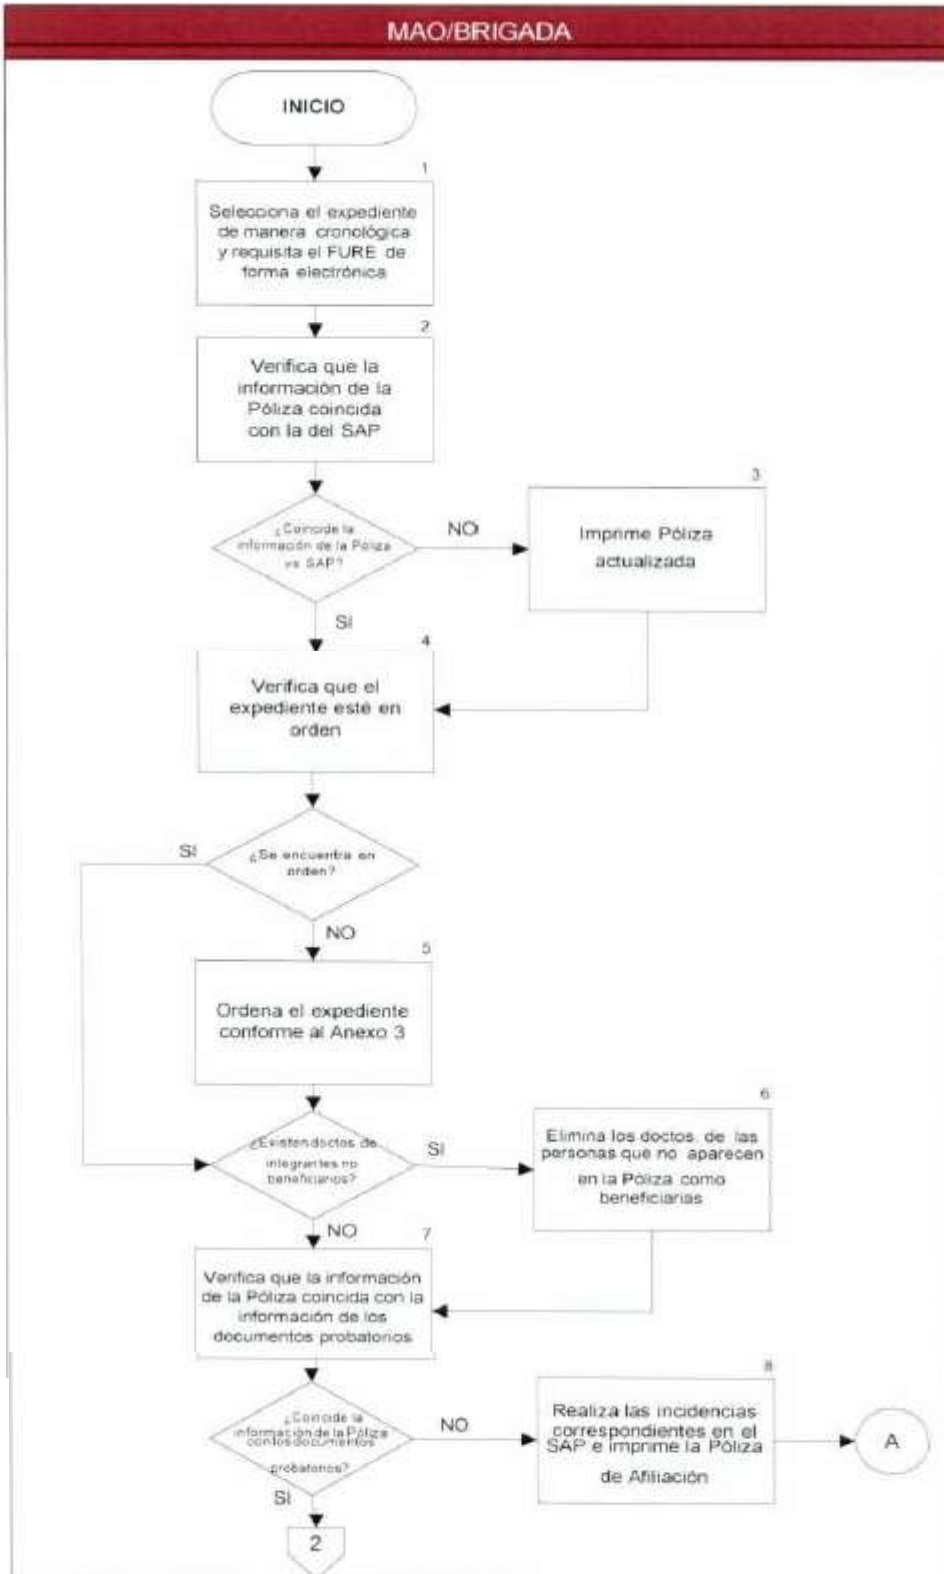 MAO/BRIGADA
INICIO
1
Selecciona el expediente
de manera cronológica
y requisita el FURE de
forma electrónica
2
Verifica que la
información de la
Póliza coincida
con la del SAP
¿Coincide la
información de la Póliza
vs SAP?
NO
3
Imprime Póliza
actualizada
SI
4
Verifica que el
expediente esté en
orden
¿Se encuentra en
orden?
SI
NO
5
Ordena el expediente
conforme al Anexo 3
¿Existen doctos de
integrantes no
beneficiarios?
SI
6
Elimina los doctos. de las
personas que no aparecen
en la Póliza como
beneficiarias
NO
7
Verifica que la información
de la Póliza coincida con la
información de los
documentos probatorios
¿Coincide la
información de la Póliza
con los documentos
probatorios?
NO
8
Realiza las incidencias
correspondientes en el
SAP e imprime la Póliza
de Afiliación
A
SI
2